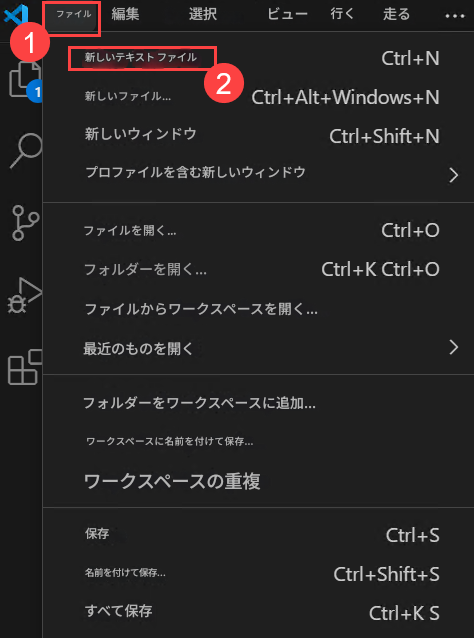 ファイル 編集 選択 ビュー 行く 走る ...
1
新しいテキスト ファイル Ctrl+N
2
新しいファイル... Ctrl+Alt+Windows+N
1
新しいウィンドウ Ctrl+Shift+N
プロファイルを含む新しいウィンドウ
ファイルを開く... Ctrl+O
フォルダーを開く... Ctrl+K Ctrl+O
ファイルからワークスペースを開く...
最近のものを開く
フォルダーをワークスペースに追加...
ワークスペースに名前を付けて保存...
ワークスペースの重複
保存 Ctrl+S
名前を付けて保存... Ctrl+Shift+S
すべて保存 Ctrl+K S